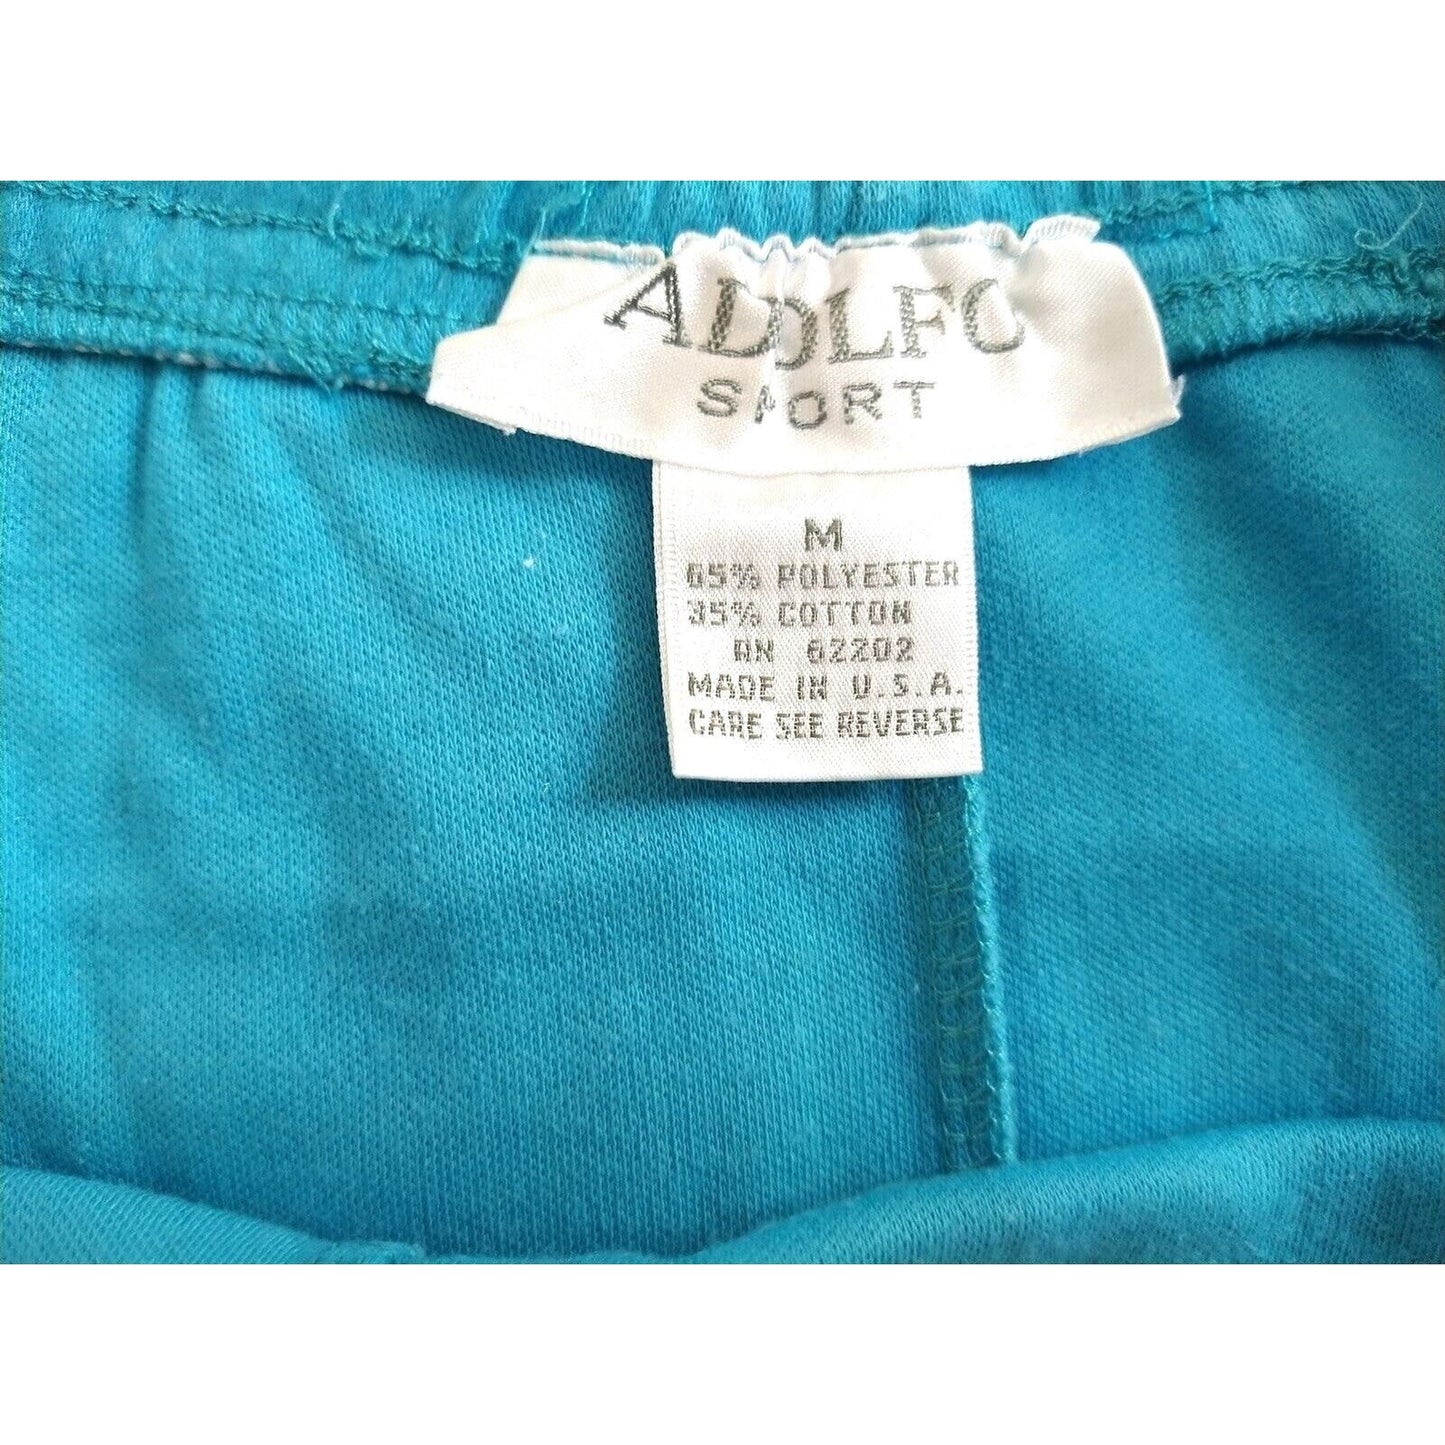 ADOLFO
SPORT
M
65% POLYESTER
35% COTTON
RN 62202
MADE IN U.S.A.
CARE SEE REVERSE